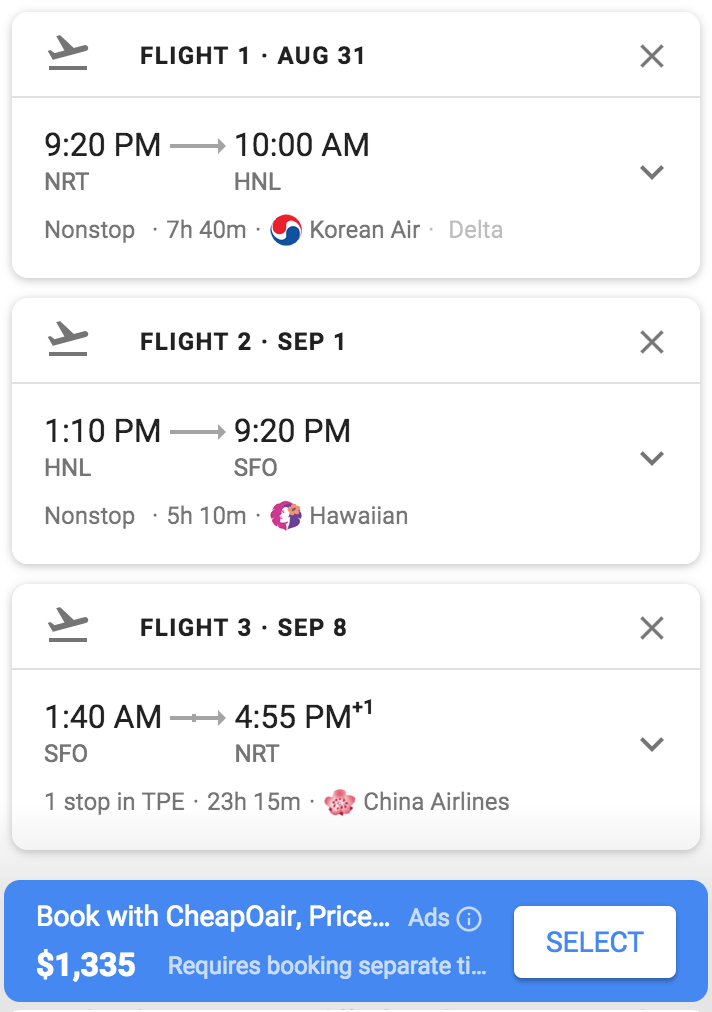 FLIGHT 1 · AUG 31
9:20 PM 10:00 AM
NRT HNL
Nonstop · 7h 40m · Korean Air · Delta
FLIGHT 2 · SEP 1
1:10 PM 9:20 PM
HNL SFO
Nonstop · 5h 10m · Hawaiian
FLIGHT 3 · SEP 8
1:40 AM 4:55 PM+1
SFO NRT
1 stop in TPE · 23h 15m · China Airlines
Book with CheapOair, Price... Ads
$1,335 Requires booking separate ti...
SELECT